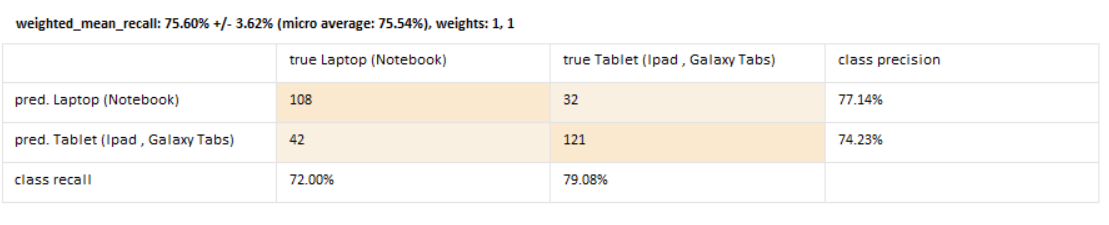 weighted_mean_recall: 75.60% +/- 3.62% (micro average: 75.54%), weights: 1, 1
true Laptop (Notebook) true Tablet (Ipad , Galaxy Tabs) class precision
pred. Laptop (Notebook) 108 32 77.14%
pred. Tablet (Ipad , Galaxy Tabs) 42 121 74.23%
class recall 72.00% 79.08%